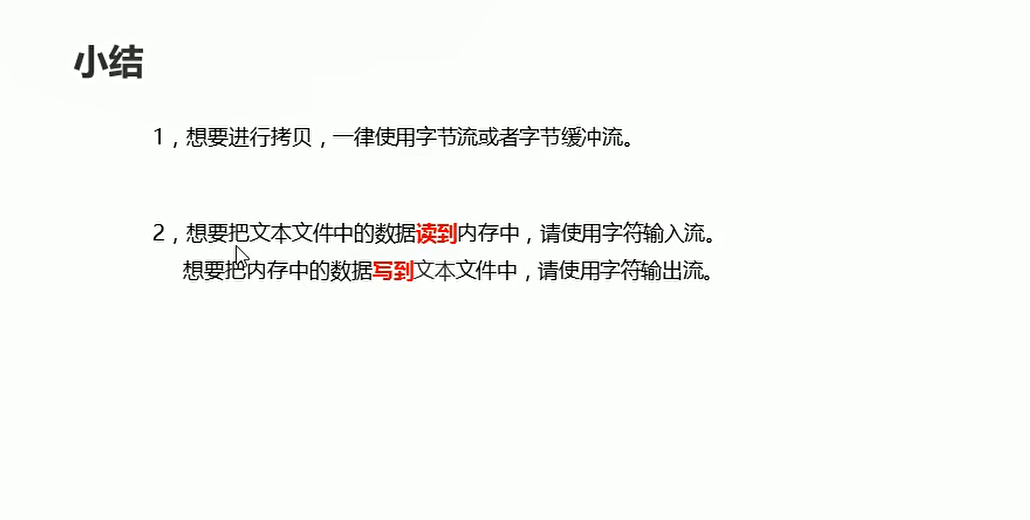 小结
1，想要进行拷贝，一律使用字节流或者字节缓冲流。
2，想要把文本文件中的数据读到内存中，请使用字符输入流。
想要把内存中的数据写到文本文件中，请使用字符输出流。